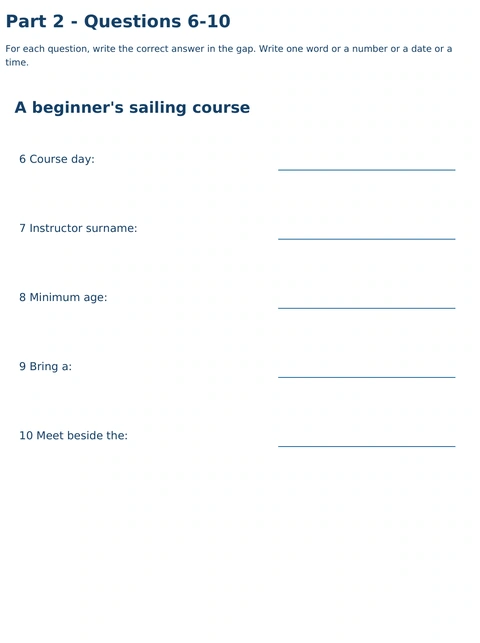 Part 2 - Questions 6-10
For each question, write the correct answer in the gap. Write one word or a number or a date or a
time.
A beginner's sailing course
6 Course day:
7 Instructor surname:
8 Minimum age:
9 Bring a:
10 Meet beside the: